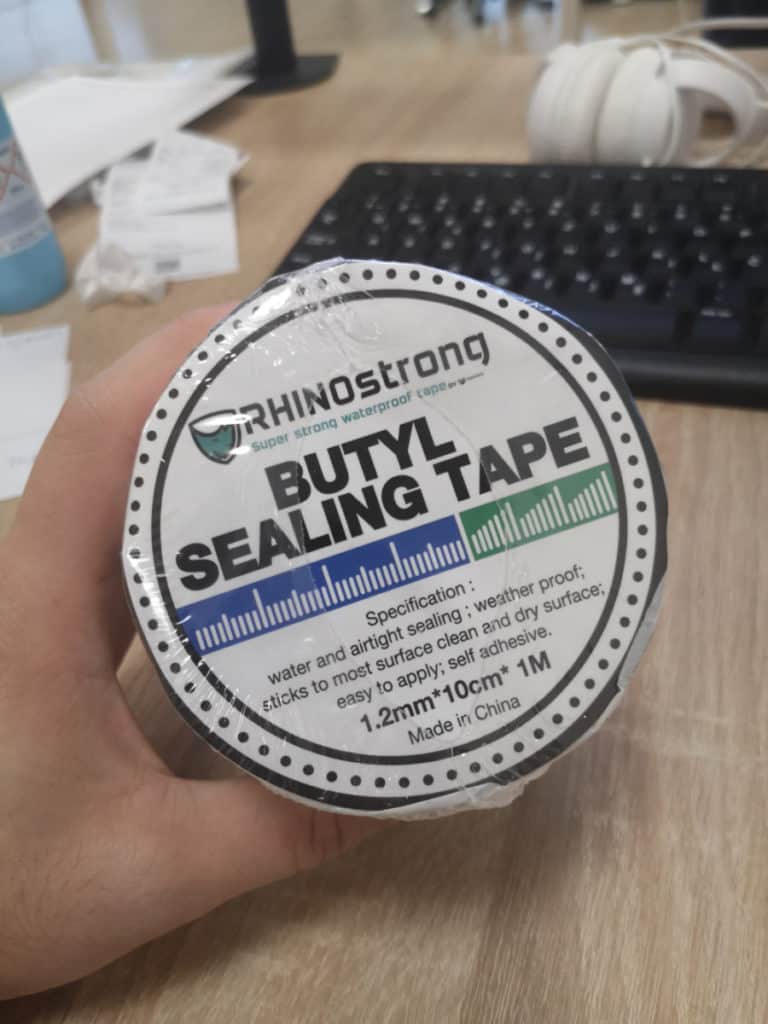 RHINOstrong
Super strong waterproof tape BY
BUTYL
SEALING TAPE
Specification :
water and airtight sealing ; weather proof;
sticks to most surface clean and dry surface;
easy to apply; self adhesive.
1.2mm*10cm* 1M
Made in China